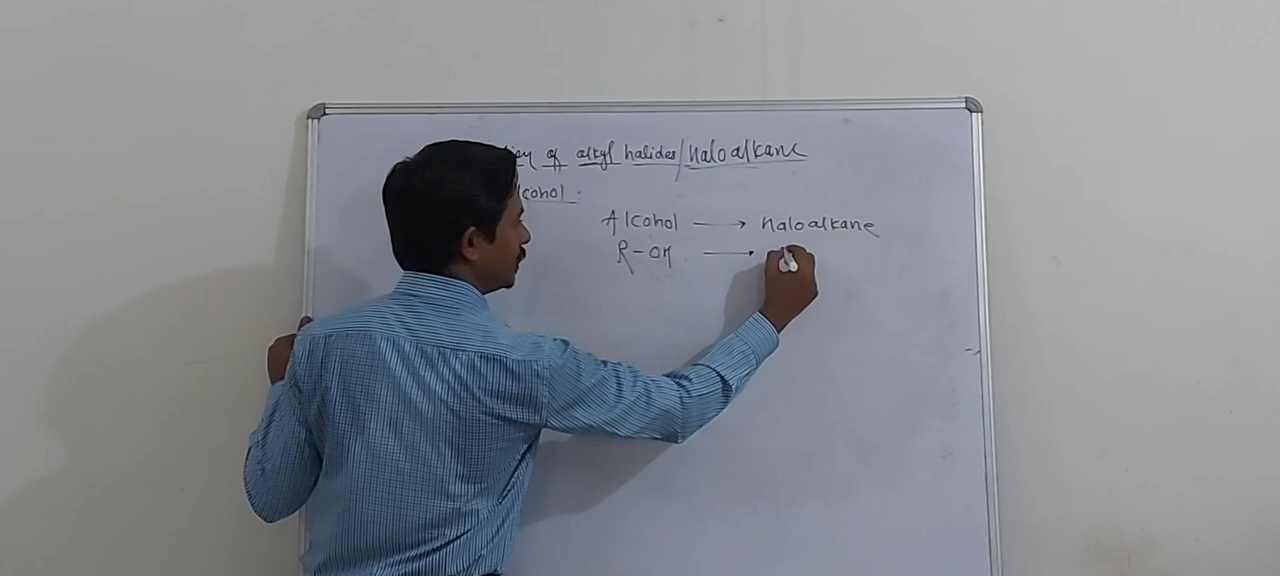 of alkyl halides/Haloalkane
lcohol :
Alcohol → Haloalkane
R-OH →